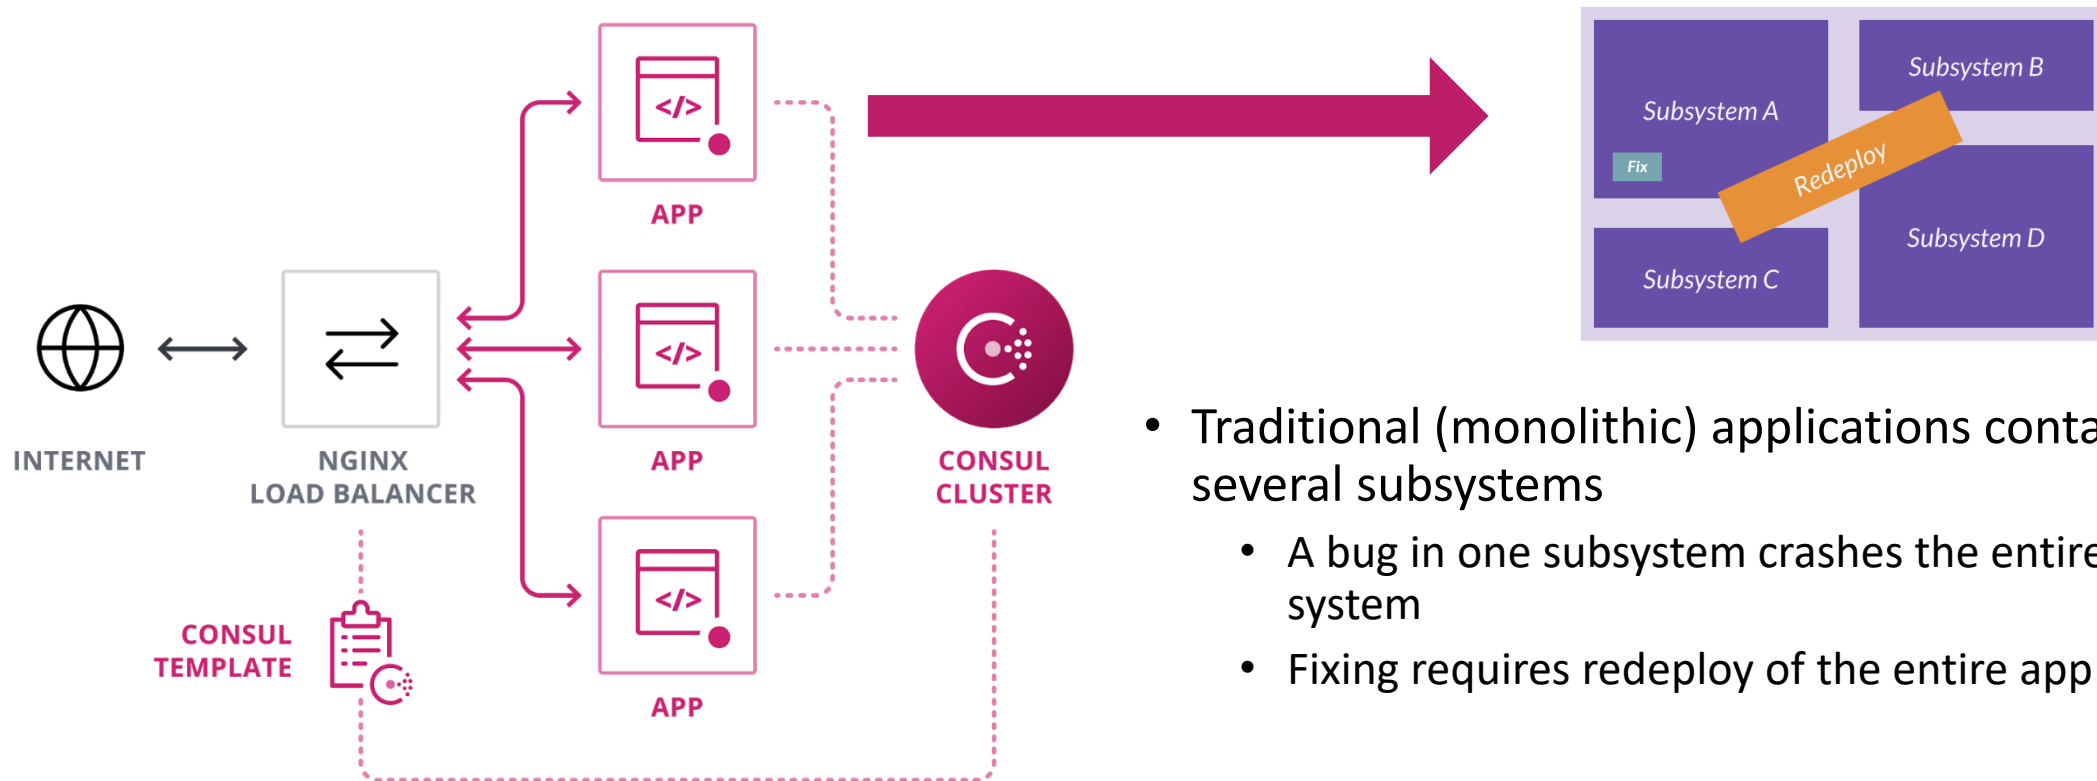 </>
APP
</>
APP
</>
APP
INTERNET
NGINX
LOAD BALANCER
CONSUL
CLUSTER
CONSUL
TEMPLATE
Subsystem A
Fix
Subsystem B
Redeploy
Subsystem C
Subsystem D
• Traditional (monolithic) applications conta
several subsystems
• A bug in one subsystem crashes the entire
system
• Fixing requires redeploy of the entire app